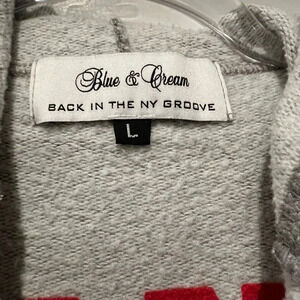 Blue & Cream
BACK IN THE NY GROOVE
L